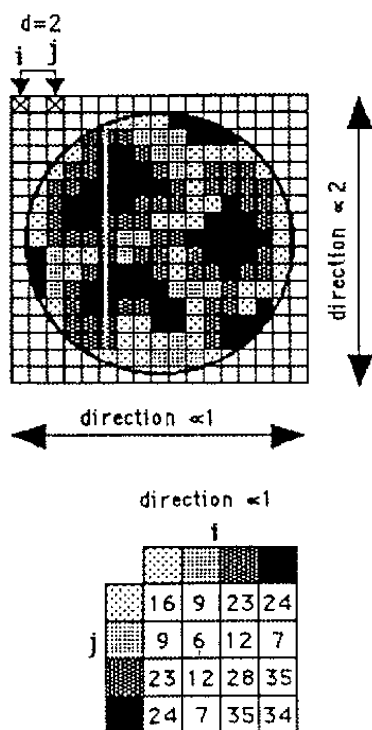 d=2
i j
direction ∝2
direction ∝1
direction ∝1
i
16 9 23 24
j 9 6 12 7
23 12 28 35
24 7 35 34